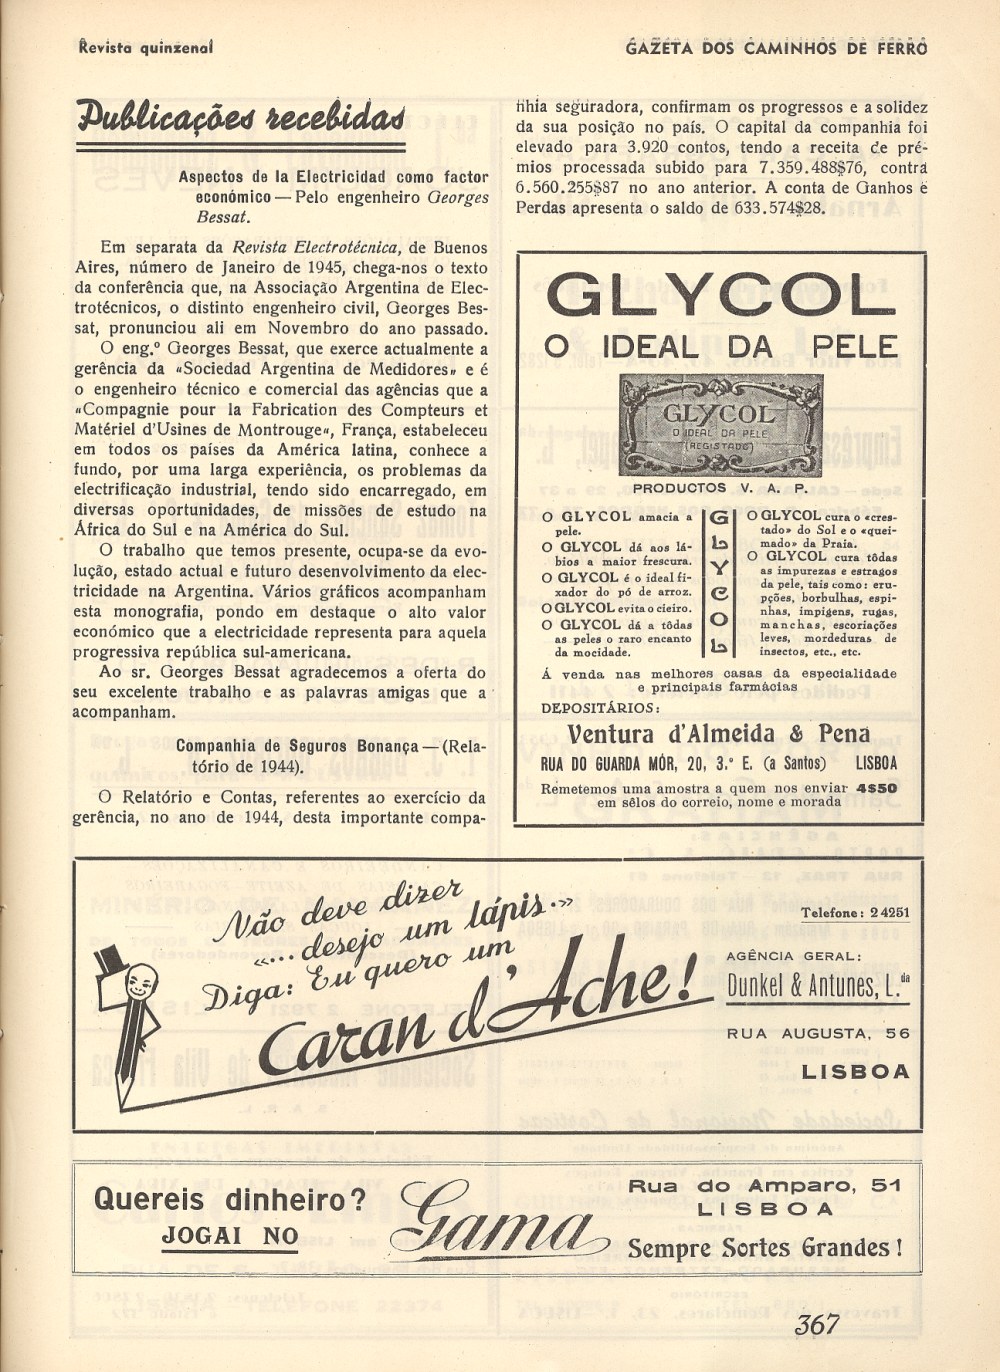 Revista quinzenal
GAZETA DOS CAMINHOS DE FERRO
Publicações recebidas
Aspectos de la Electricidad como factor
económico — Pelo engenheiro Georges
Bessat.
Em separata da Revista Electrotécnica, de Buenos
Aires, número de Janeiro de 1945, chega-nos o texto
da conferência que, na Associação Argentina de Elec-
trotécnicos, o distinto engenheiro civil, Georges Bes-
sat, pronunciou ali em Novembro do ano passado.
O eng.º Georges Bessat, que exerce actualmente a
gerência da «Sociedad Argentina de Medidores» e é
o engenheiro técnico e comercial das agências que a
«Compagnie pour la Fabrication des Compteurs et
Matériel d'Usines de Montrouge«, França, estabeleceu
em todos os países da América latina, conhece a
fundo, por uma larga experiência, os problemas da
electrificação industrial, tendo sido encarregado, em
diversas oportunidades, de missões de estudo na
África do Sul e na América do Sul.
O trabalho que temos presente, ocupa-se da evo-
lução, estado actual e futuro desenvolvimento da elec-
tricidade na Argentina. Vários gráficos acompanham
esta monografia, pondo em destaque o alto valor
económico que a electricidade representa para aquela
progressiva república sul-americana.
Ao sr. Georges Bessat agradecemos a oferta do
seu excelente trabalho e as palavras amigas que a
acompanham.
Companhia de Seguros Bonança — (Rela-
tório de 1944).
O Relatório e Contas, referentes ao exercício da
gerência, no ano de 1944, desta importante compa-
nhia seguradora, confirmam os progressos e a solidez
da sua posição no país. O capital da companhia foi
elevado para 3.920 contos, tendo a receita de pré-
mios processada subido para 7.359.488$76, contra
6.560.255$87 no ano anterior. A conta de Ganhos e
Perdas apresenta o saldo de 633.574$28.
GLYCOL
O IDEAL DA PELE
GLYCOL
O IDEAL DA PELE
(REGISTADO)
PRODUCTOS V. A. P.
O GLYCOL amacia a
pele.
O GLYCOL dá aos lá-
bios a maior frescura.
O GLYCOL é o ideal fi-
xador do pó de arroz.
O GLYCOL evita o cieiro.
O GLYCOL dá a tôdas
as peles o raro encanto
da mocidade.
GLYCOL
O GLYCOL cura o «cres-
tado» do Sol e o «quei-
mado» da Praia.
O GLYCOL cura tôdas
as impurezas e estragos
da pele, tais como: eru-
pções, borbulhas, espi-
nhas, impigens, rugas,
manchas, escoriações
leves, mordeduras de
insectos, etc., etc.
Á venda nas melhores casas da especialidade
e principais farmácias
DEPOSITÁRIOS:
Ventura d'Almeida & Pena
RUA DO GUARDA MÓR, 20, 3.º E. (a Santos) LISBOA
Remetemos uma amostra a quem nos enviar 4$50
em sêlos do correio, nome e morada
Não deve dizer
«... desejo um lápis.»
Diga: Eu quero um
Caran d'Ache!
Telefone: 2 4251
AGÊNCIA GERAL:
Dunkel & Antunes, L.da
RUA AUGUSTA, 56
LISBOA
Quereis dinheiro?
JOGAI NO
Gama
Rua do Amparo, 51
LISBOA
Sempre Sortes Grandes!
367